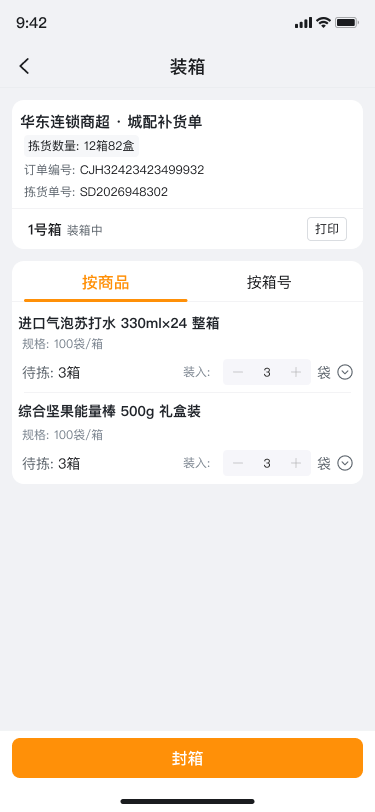 9:42
装箱
华东连锁商超 · 城配补货单
拣货数量: 12箱82盒
订单编号: CJH32423423499932
拣货单号: SD2026948302
1号箱 装箱中 打印
按商品 按箱号
进口气泡苏打水 330ml×24 整箱
规格: 100袋/箱
待拣: 3箱 装入: − 3 + 袋
综合坚果能量棒 500g 礼盒装
规格: 100袋/箱
待拣: 3箱 装入: − 3 + 袋
封箱